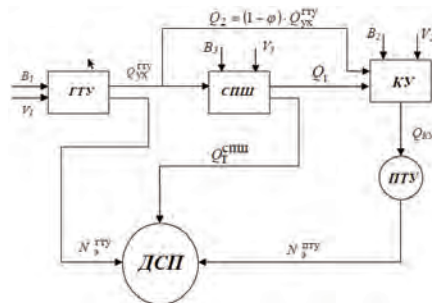 Q₂ = (1−φ)·Q_ух^гту
B₃ V₃
B₂ V₂
B₁
V₁
ГТУ
Q_ух^гту
СПШ
Q₁
КУ
Q_КУ
Q_Т^СПШ
ПТУ
N_э^гту
ДСП
N_э^пту